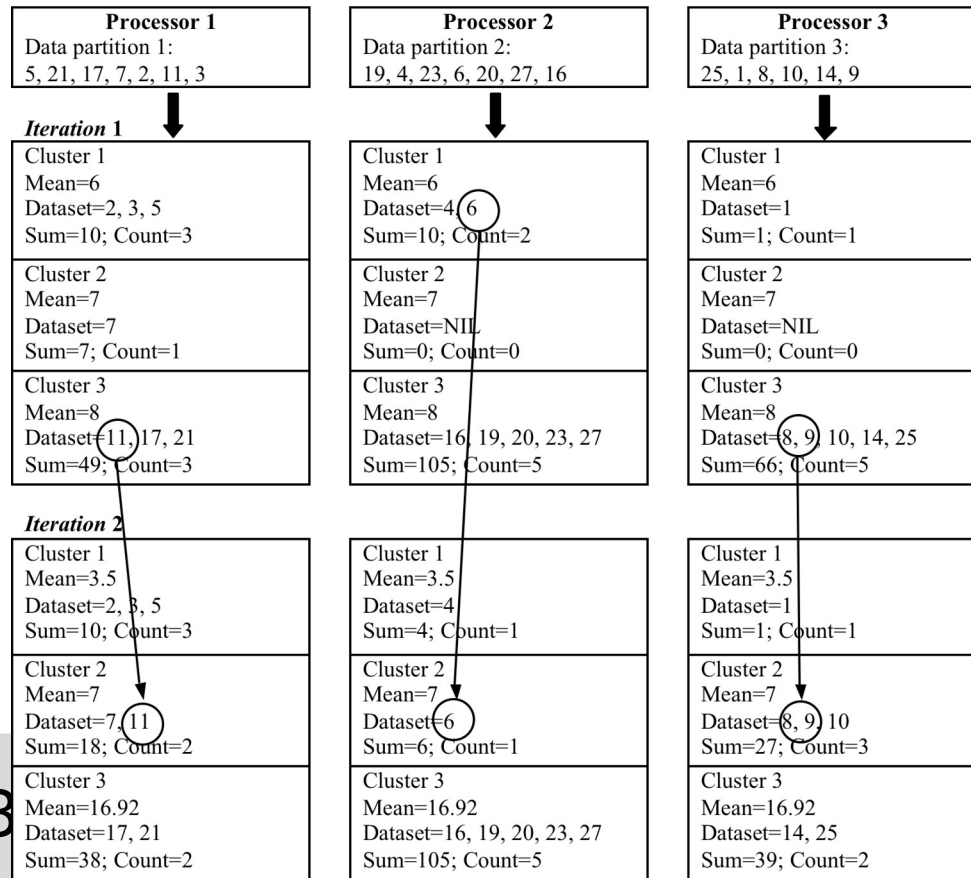 Processor 1
Data partition 1:
5, 21, 17, 7, 2, 11, 3
Processor 2
Data partition 2:
19, 4, 23, 6, 20, 27, 16
Processor 3
Data partition 3:
25, 1, 8, 10, 14, 9
Iteration 1
Cluster 1
Mean=6
Dataset=2, 3, 5
Sum=10; Count=3
Cluster 2
Mean=7
Dataset=7
Sum=7; Count=1
Cluster 3
Mean=8
Dataset=11, 17, 21
Sum=49; Count=3
Cluster 1
Mean=6
Dataset=4, 6
Sum=10; Count=2
Cluster 2
Mean=7
Dataset=NIL
Sum=0; Count=0
Cluster 3
Mean=8
Dataset=16, 19, 20, 23, 27
Sum=105; Count=5
Cluster 1
Mean=6
Dataset=1
Sum=1; Count=1
Cluster 2
Mean=7
Dataset=NIL
Sum=0; Count=0
Cluster 3
Mean=8
Dataset=8, 9, 10, 14, 25
Sum=66; Count=5
Iteration 2
Cluster 1
Mean=3.5
Dataset=2, 3, 5
Sum=10; Count=3
Cluster 2
Mean=7
Dataset=7, 11
Sum=18; Count=2
Cluster 3
Mean=16.92
Dataset=17, 21
Sum=38; Count=2
Cluster 1
Mean=3.5
Dataset=4
Sum=4; Count=1
Cluster 2
Mean=7
Dataset=6
Sum=6; Count=1
Cluster 3
Mean=16.92
Dataset=16, 19, 20, 23, 27
Sum=105; Count=5
Cluster 1
Mean=3.5
Dataset=1
Sum=1; Count=1
Cluster 2
Mean=7
Dataset=8, 9, 10
Sum=27; Count=3
Cluster 3
Mean=16.92
Dataset=14, 25
Sum=39; Count=2